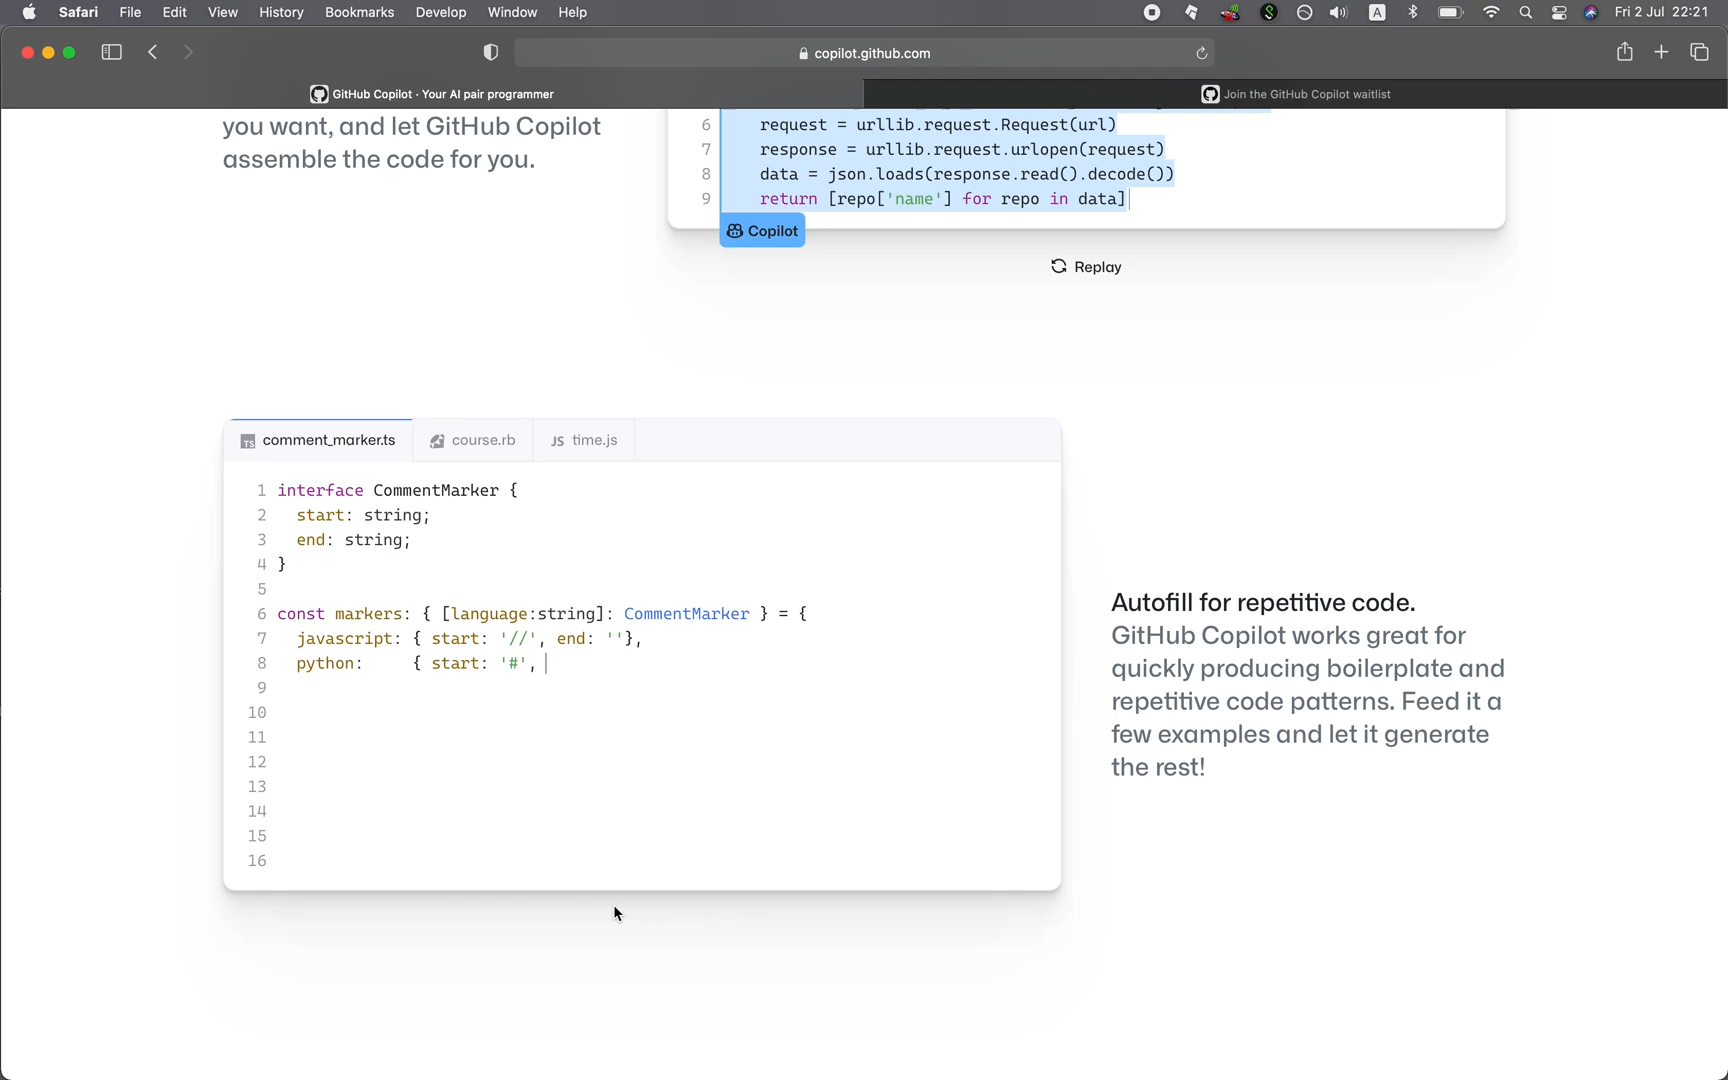 Safari File Edit View History Bookmarks Develop Window Help A Fri 2 Jul 22:21
copilot.github.com
GitHub Copilot · Your AI pair programmer
Join the GitHub Copilot waitlist
you want, and let GitHub Copilot
assemble the code for you.
6 request = urllib.request.Request(url)
7 response = urllib.request.urlopen(request)
8 data = json.loads(response.read().decode())
9 return [repo['name'] for repo in data]
Copilot
Replay
TS comment_marker.ts course.rb JS time.js
1 interface CommentMarker {
2 start: string;
3 end: string;
4 }
5
6 const markers: { [language:string]: CommentMarker } = {
7 javascript: { start: '//', end: ''},
8 python: { start: '#',
9
10
11
12
13
14
15
16
Autofill for repetitive code.
GitHub Copilot works great for
quickly producing boilerplate and
repetitive code patterns. Feed it a
few examples and let it generate
the rest!